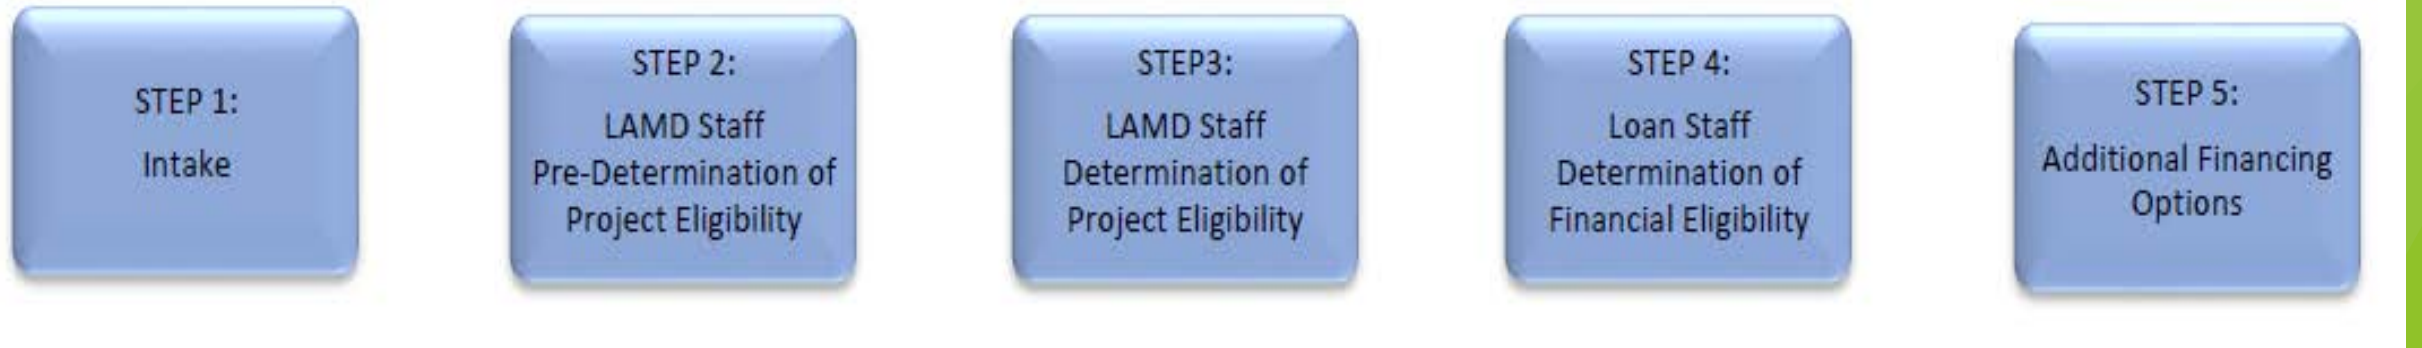 STEP 1:
Intake
STEP 2:
LAMD Staff
Pre-Determination of
Project Eligibility
STEP3:
LAMD Staff
Determination of
Project Eligibility
STEP 4:
Loan Staff
Determination of
Financial Eligibility
STEP 5:
Additional Financing
Options